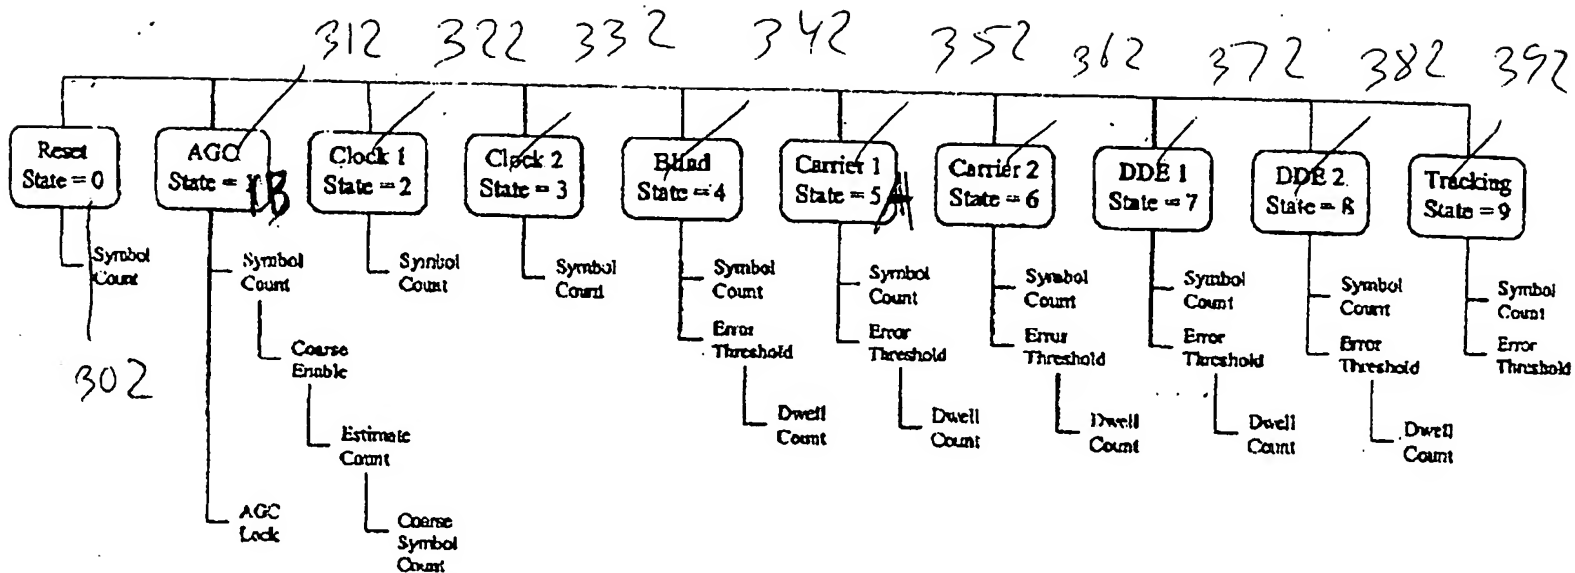 312 322 332 342 352 362 372 382 392
Reset
State = 0
AGC
State = 1B
Clock 1
State = 2
Clock 2
State = 3
Blind
State = 4
Carrier 1
State = 5A
Carrier 2
State = 6
DDE 1
State = 7
DDE 2
State = 8
Tracking
State = 9
Symbol
Count
302
Symbol
Count
Coarse
Enable
Estimate
Count
Coarse
Symbol
Count
AGC
Lock
Symbol
Count
Symbol
Count
Symbol
Count
Error
Threshold
Dwell
Count
Symbol
Count
Error
Threshold
Dwell
Count
Symbol
Count
Error
Threshold
Dwell
Count
Symbol
Count
Error
Threshold
Dwell
Count
Symbol
Count
Error
Threshold
Dwell
Count
Symbol
Count
Error
Threshold